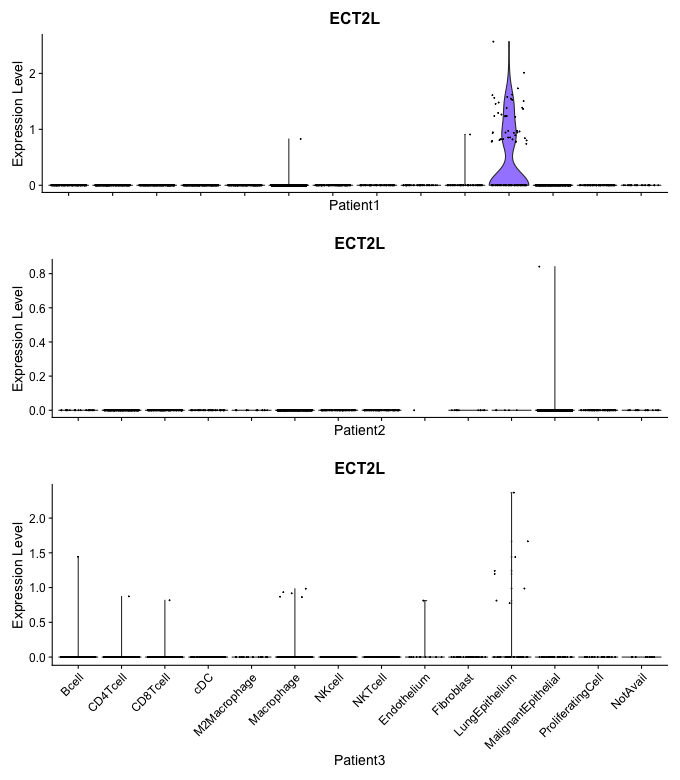 ECT2L
Expression Level
2
1
0
Patient1
ECT2L
Expression Level
0.8
0.6
0.4
0.2
0.0
Patient2
ECT2L
Expression Level
2.0
1.5
1.0
0.5
0.0
Bcell
CD4Tcell
CD8Tcell
cDC
M2Macrophage
Macrophage
NKcell
NKTcell
Endothelium
Fibroblast
LungEpithelium
MalignantEpithelial
ProliferatingCell
NotAvail
Patient3